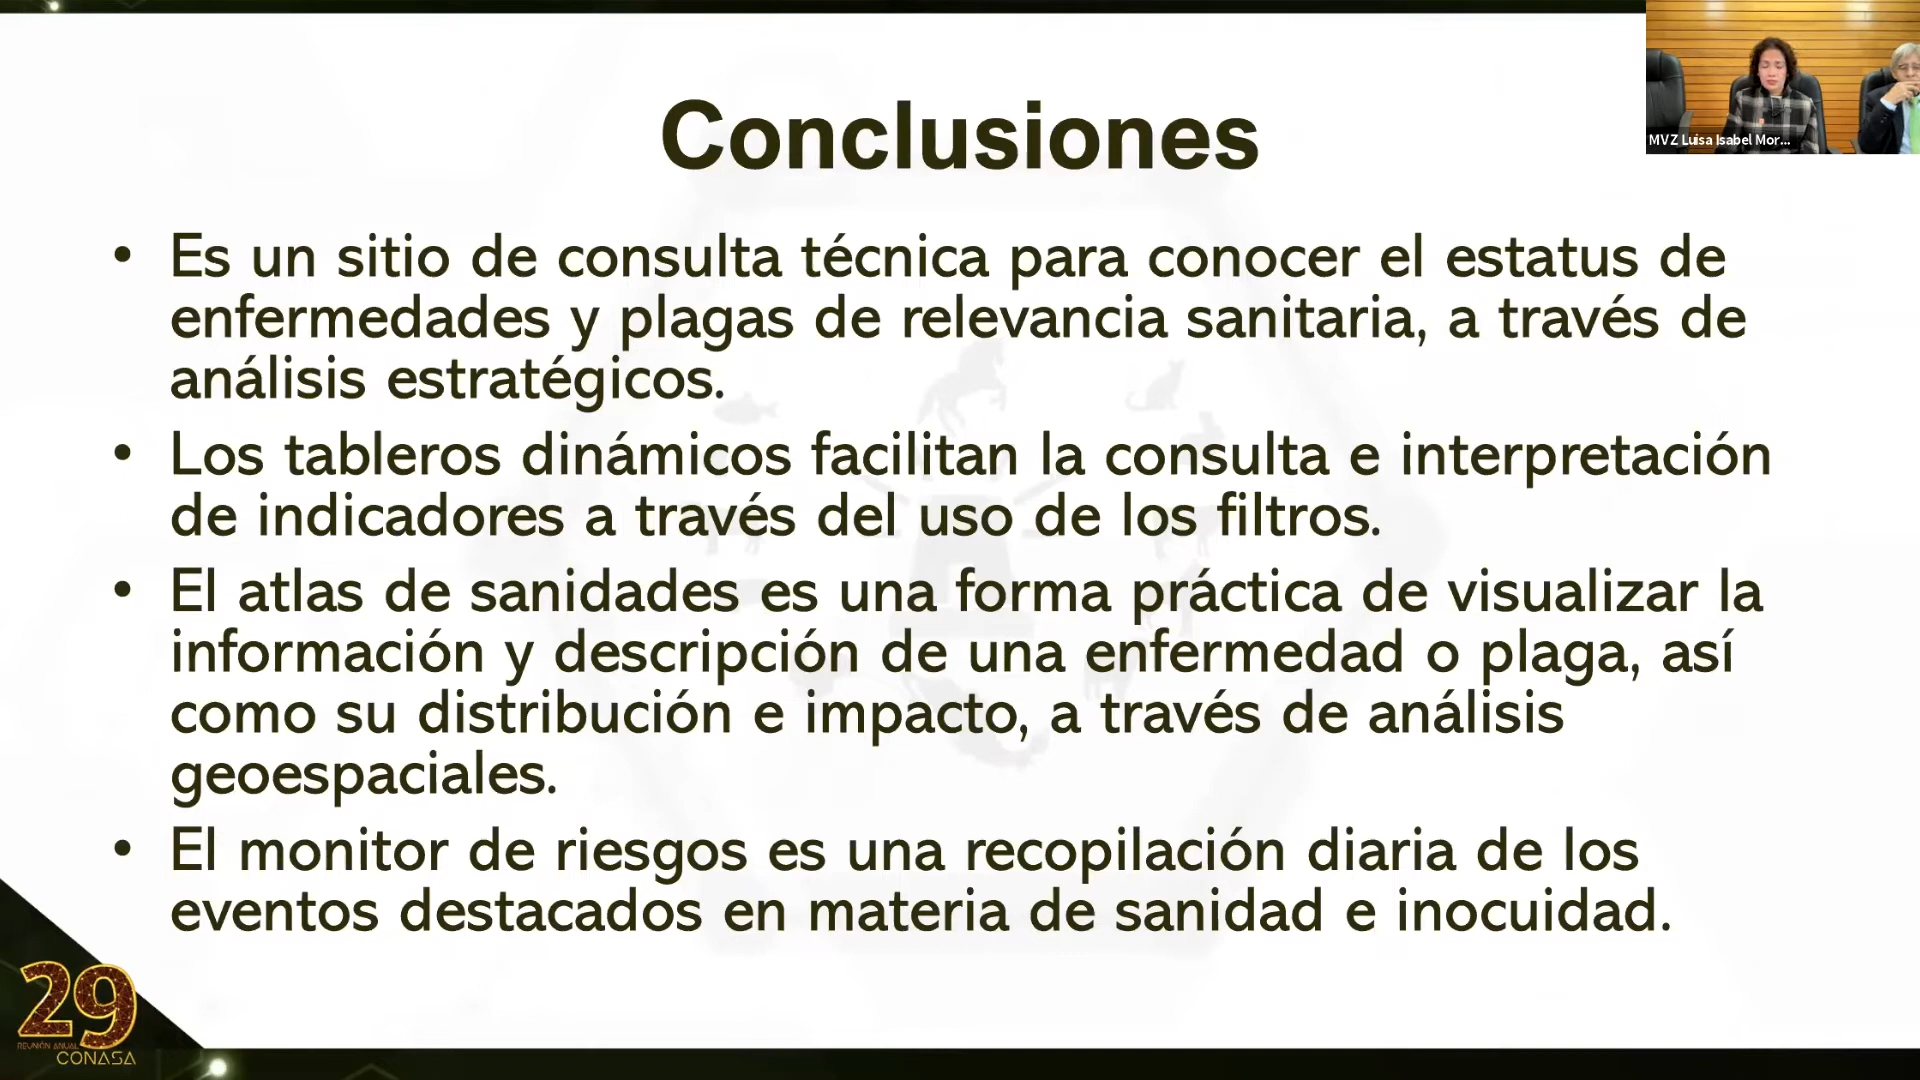 Conclusiones
MVZ Luisa Isabel Mor...
• Es un sitio de consulta técnica para conocer el estatus de
enfermedades y plagas de relevancia sanitaria, a través de
análisis estratégicos.
• Los tableros dinámicos facilitan la consulta e interpretación
de indicadores a través del uso de los filtros.
• El atlas de sanidades es una forma práctica de visualizar la
información y descripción de una enfermedad o plaga, así
como su distribución e impacto, a través de análisis
geoespaciales.
• El monitor de riesgos es una recopilación diaria de los
eventos destacados en materia de sanidad e inocuidad.
29
REUNIÓN ANUAL
CONASA